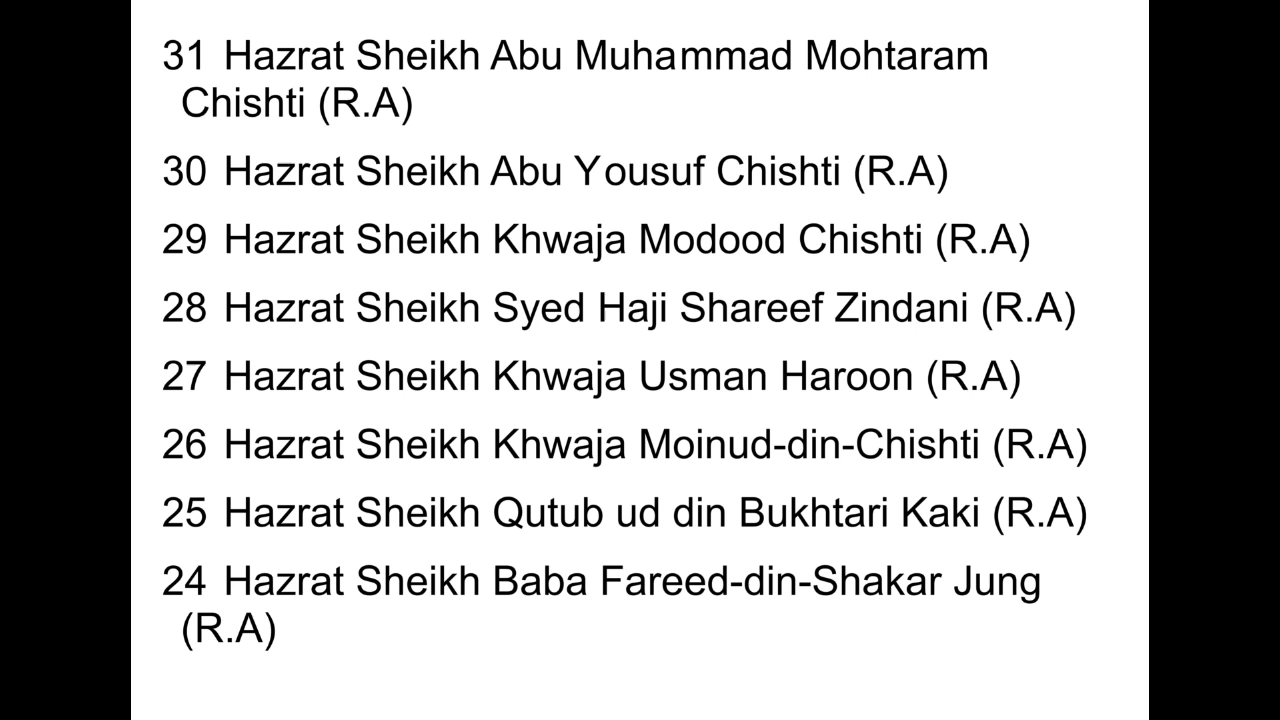 31 Hazrat Sheikh Abu Muhammad Mohtaram
Chishti (R.A)
30 Hazrat Sheikh Abu Yousuf Chishti (R.A)
29 Hazrat Sheikh Khwaja Modood Chishti (R.A)
28 Hazrat Sheikh Syed Haji Shareef Zindani (R.A)
27 Hazrat Sheikh Khwaja Usman Haroon (R.A)
26 Hazrat Sheikh Khwaja Moinud-din-Chishti (R.A)
25 Hazrat Sheikh Qutub ud din Bukhtari Kaki (R.A)
24 Hazrat Sheikh Baba Fareed-din-Shakar Jung
(R.A)